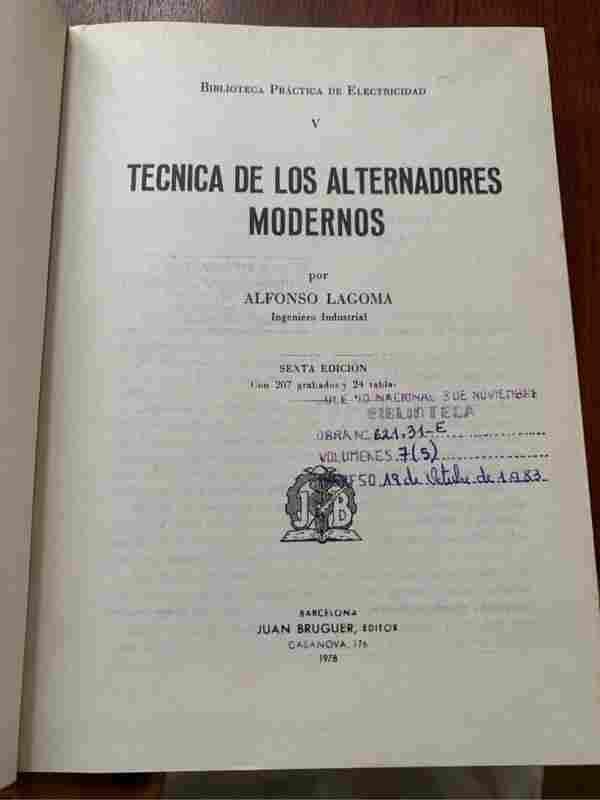 BIBLIOTECA PRÁCTICA DE ELECTRICIDAD
V
TECNICA DE LOS ALTERNADORES
MODERNOS
por
ALFONSO LAGOMA
Ingeniero Industrial
SEXTA EDICIÓN
Con 207 grabados y 24 tablas
NACIONAL 3 DE NOVIEMBRE
BIBLIOTECA
OBRA Nº 621.31-E
VOLUMENES 7(5)
INGRESO 19 de Octubre de 1983
J B
BARCELONA
JUAN BRUGUER, EDITOR
CASANOVA, 176
1978